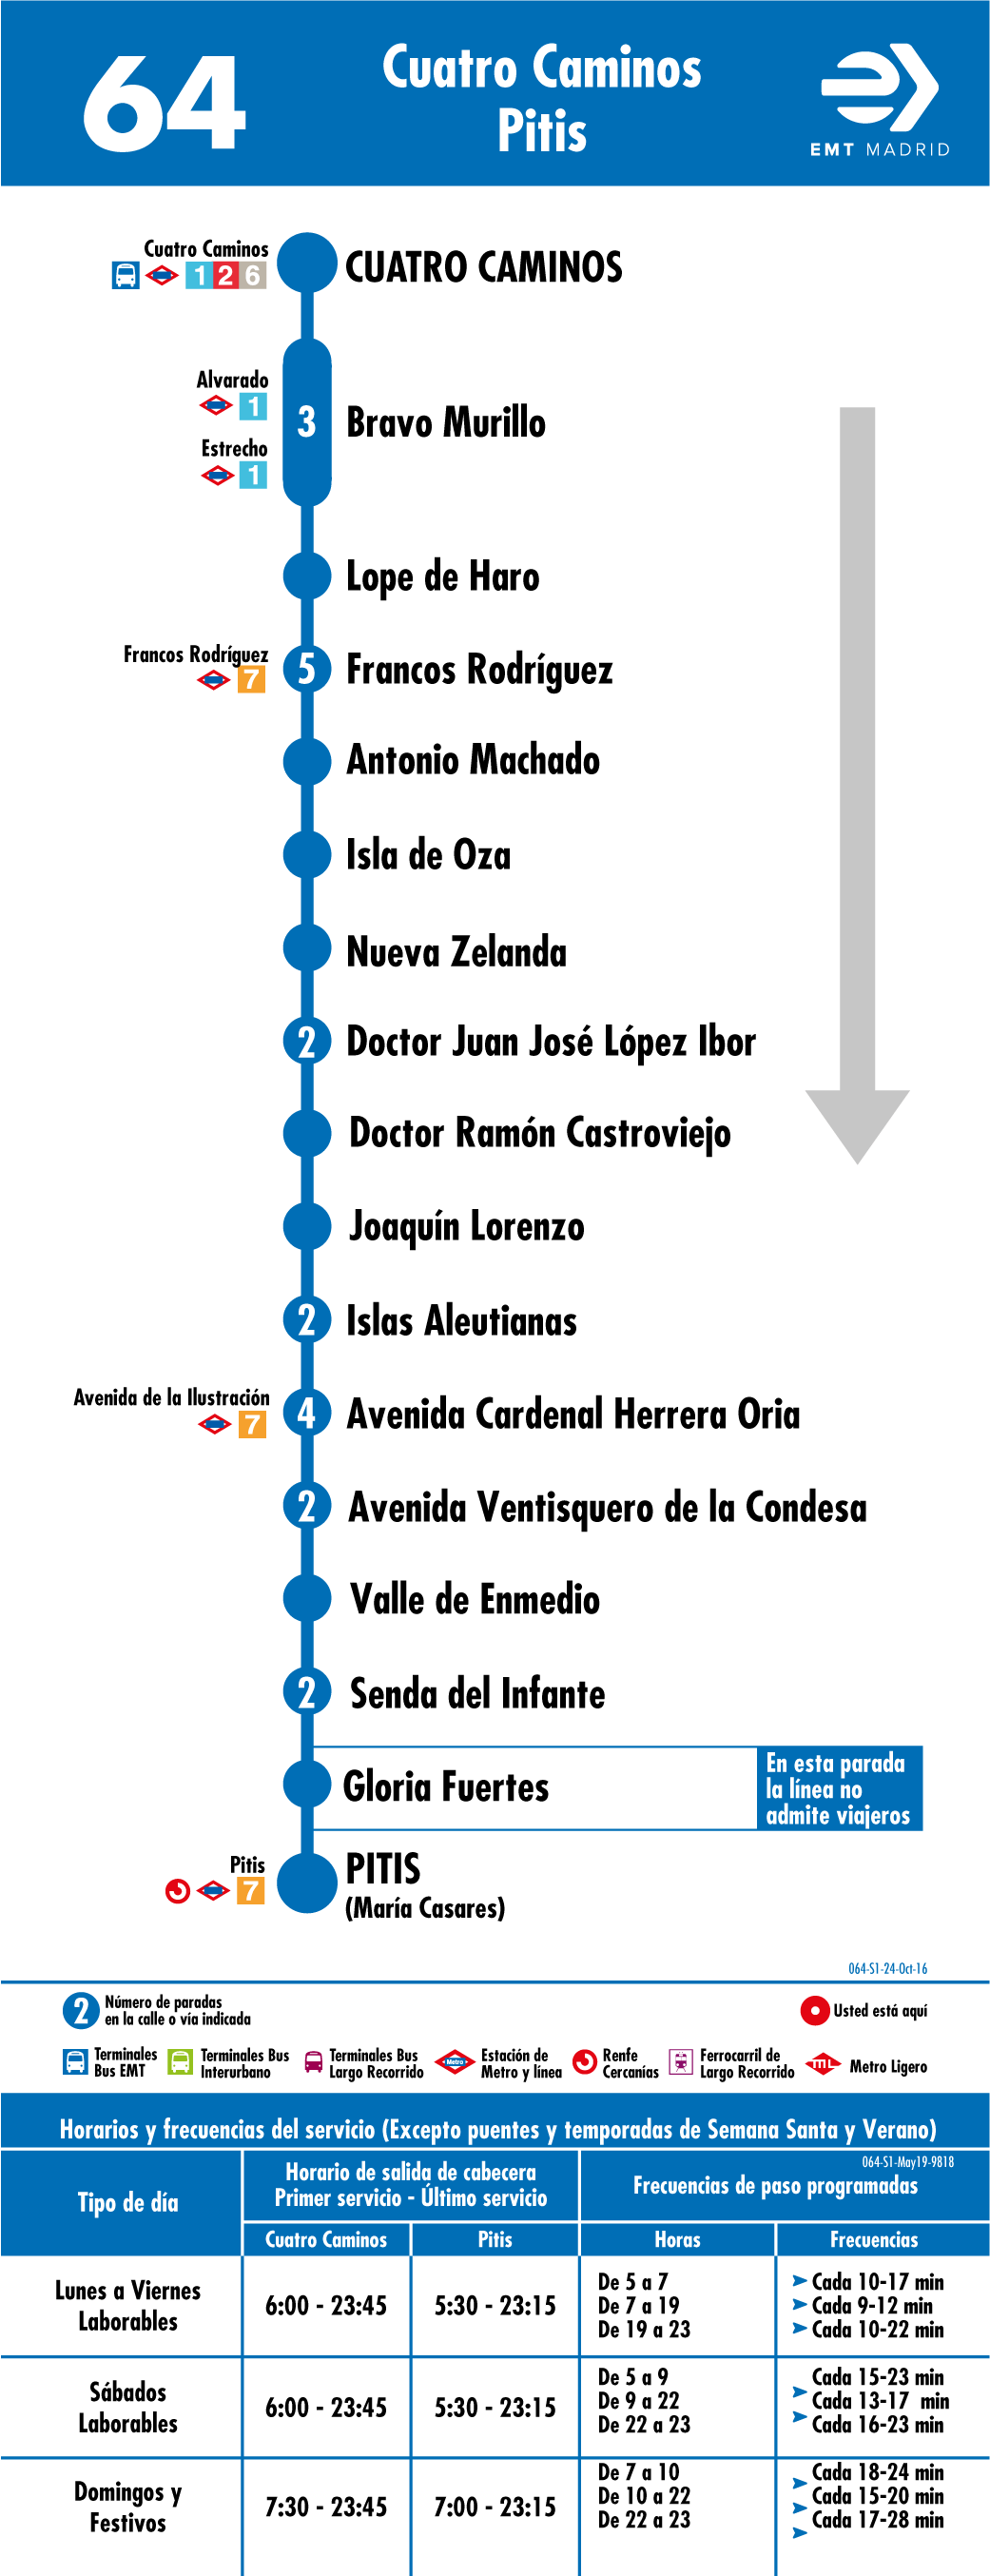 64
Cuatro Caminos
Pitis
EMT MADRID
Cuatro Caminos
1 2 6
CUATRO CAMINOS
Alvarado
1
3
Bravo Murillo
Estrecho
1
Lope de Haro
Francos Rodríguez
7
5
Francos Rodríguez
Antonio Machado
Isla de Oza
Nueva Zelanda
2
Doctor Juan José López Ibor
Doctor Ramón Castroviejo
Joaquín Lorenzo
2
Islas Aleutianas
Avenida de la Ilustración
7
4
Avenida Cardenal Herrera Oria
2
Avenida Ventisquero de la Condesa
Valle de Enmedio
2
Senda del Infante
Gloria Fuertes
En esta parada
la línea no
admite viajeros
Pitis
7
PITIS
(María Casares)
064-S1-24-Oct-16
2
Número de paradas
en la calle o vía indicada
Usted está aquí
Terminales
Bus EMT
Terminales Bus
Interurbano
Terminales Bus
Largo Recorrido
Metro
Estación de
Metro y línea
Renfe
Cercanías
Ferrocarril de
Largo Recorrido
ML
Metro Ligero
Horarios y frecuencias del servicio (Excepto puentes y temporadas de Semana Santa y Verano)
064-S1-May19-9818
Tipo de día
Horario de salida de cabecera
Primer servicio - Último servicio
Frecuencias de paso programadas
Cuatro Caminos
Pitis
Horas
Frecuencias
Lunes a Viernes
Laborables
6:00 - 23:45
5:30 - 23:15
De 5 a 7
De 7 a 19
De 19 a 23
Cada 10-17 min
Cada 9-12 min
Cada 10-22 min
Sábados
Laborables
6:00 - 23:45
5:30 - 23:15
De 5 a 9
De 9 a 22
De 22 a 23
Cada 15-23 min
Cada 13-17 min
Cada 16-23 min
Domingos y
Festivos
7:30 - 23:45
7:00 - 23:15
De 7 a 10
De 10 a 22
De 22 a 23
Cada 18-24 min
Cada 15-20 min
Cada 17-28 min